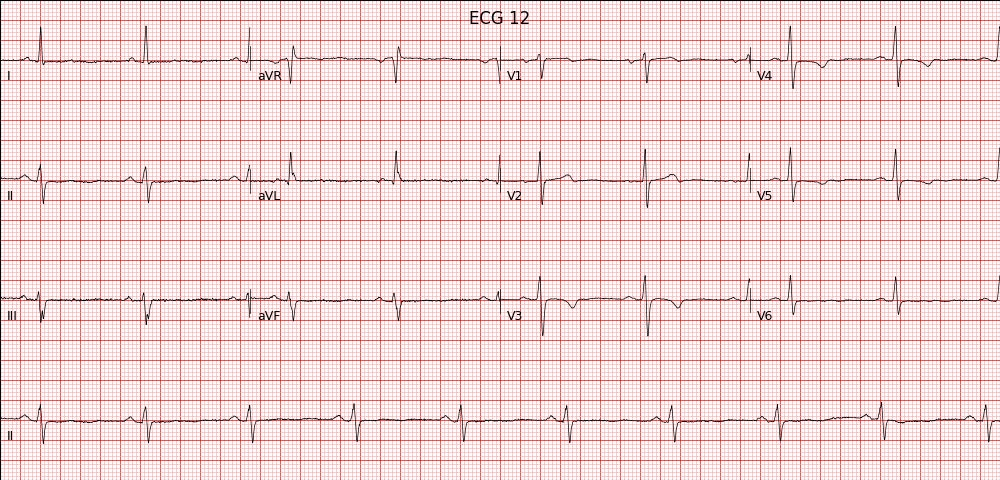 ECG 12
I aVR V1 V4
II aVL V2 V5
III aVF V3 V6
II